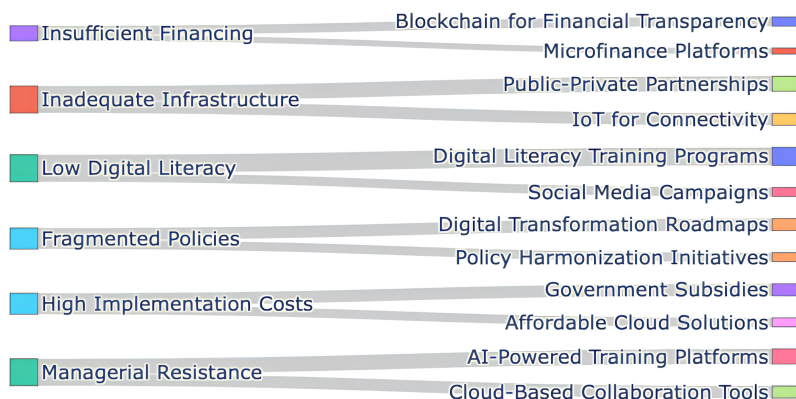 Insufficient Financing
Blockchain for Financial Transparency
Microfinance Platforms
Inadequate Infrastructure
Public-Private Partnerships
IoT for Connectivity
Low Digital Literacy
Digital Literacy Training Programs
Social Media Campaigns
Fragmented Policies
Digital Transformation Roadmaps
Policy Harmonization Initiatives
High Implementation Costs
Government Subsidies
Affordable Cloud Solutions
Managerial Resistance
AI-Powered Training Platforms
Cloud-Based Collaboration Tools